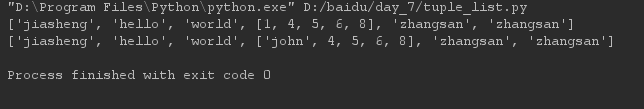 "D:\Program Files\Python\python.exe" D:/baidu/day_7/tuple_list.py
['jiasheng', 'hello', 'world', [1, 4, 5, 6, 8], 'zhangsan', 'zhangsan']
['jiasheng', 'hello', 'world', ['john', 4, 5, 6, 8], 'zhangsan', 'zhangsan']
Process finished with exit code 0